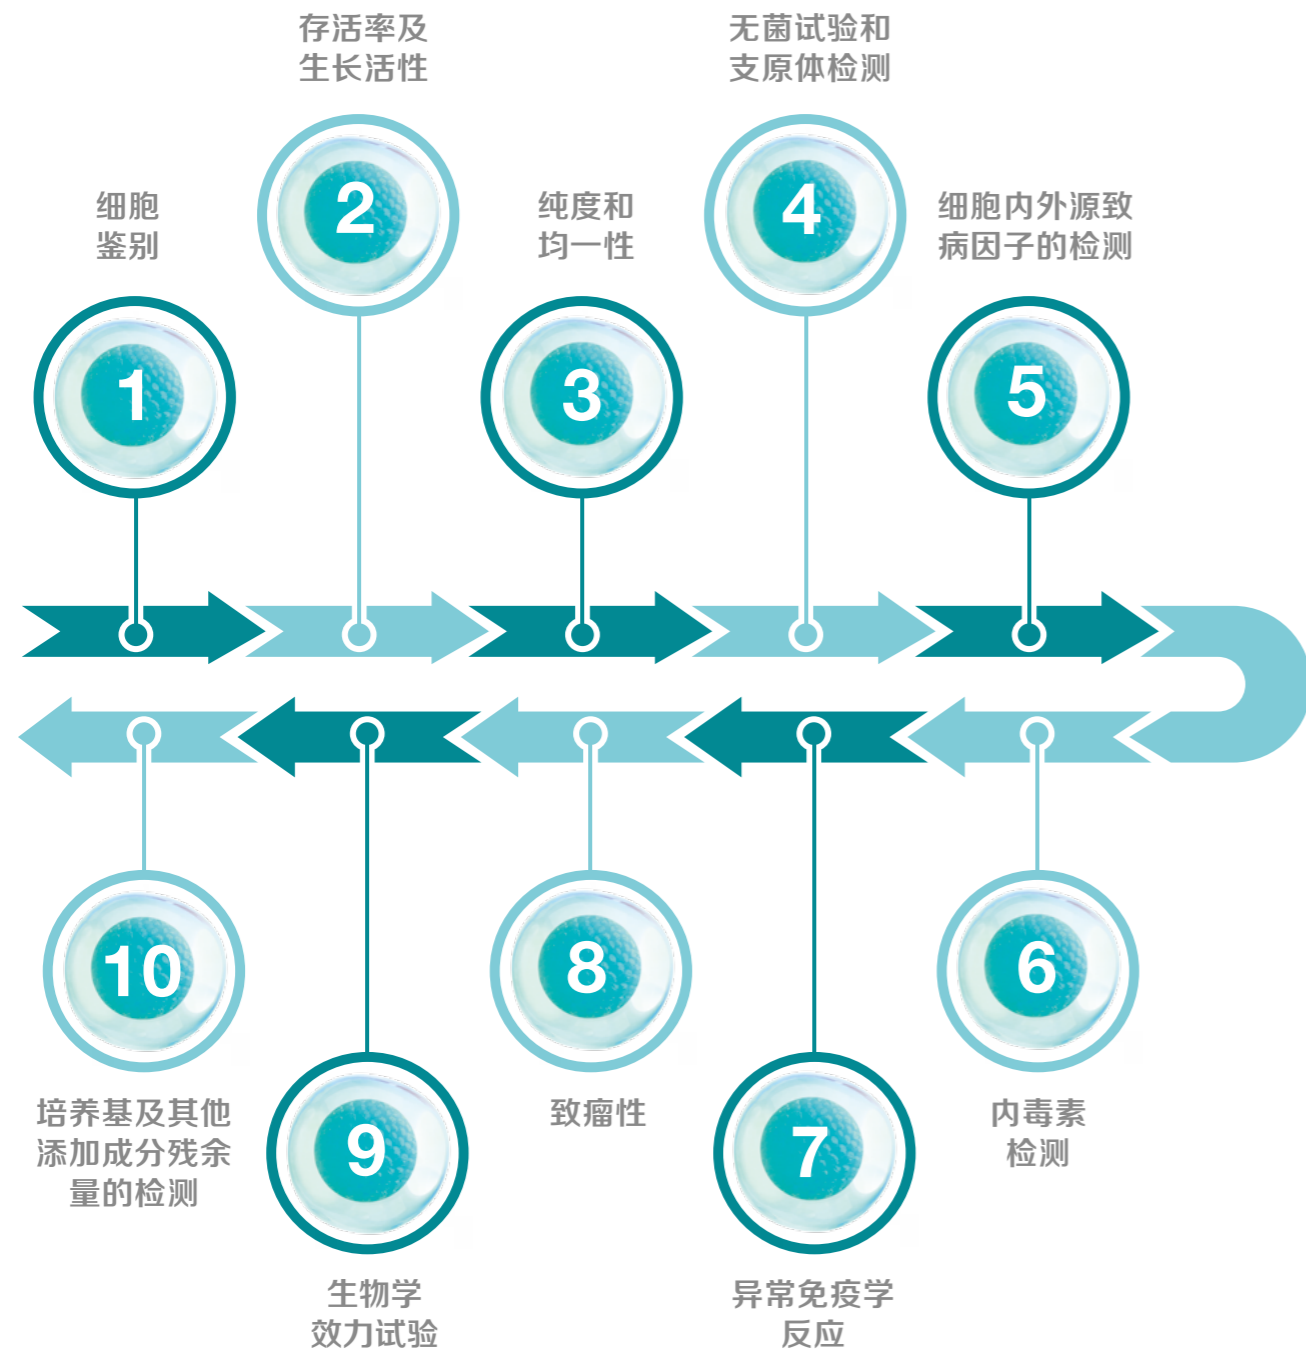 细胞
鉴别
1
存活率及
生长活性
2
纯度和
均一性
3
无菌试验和
支原体检测
4
细胞内外源致
病因子的检测
5
6
内毒素
检测
7
异常免疫学
反应
8
致瘤性
9
生物学
效力试验
10
培养基及其他
添加成分残余
量的检测